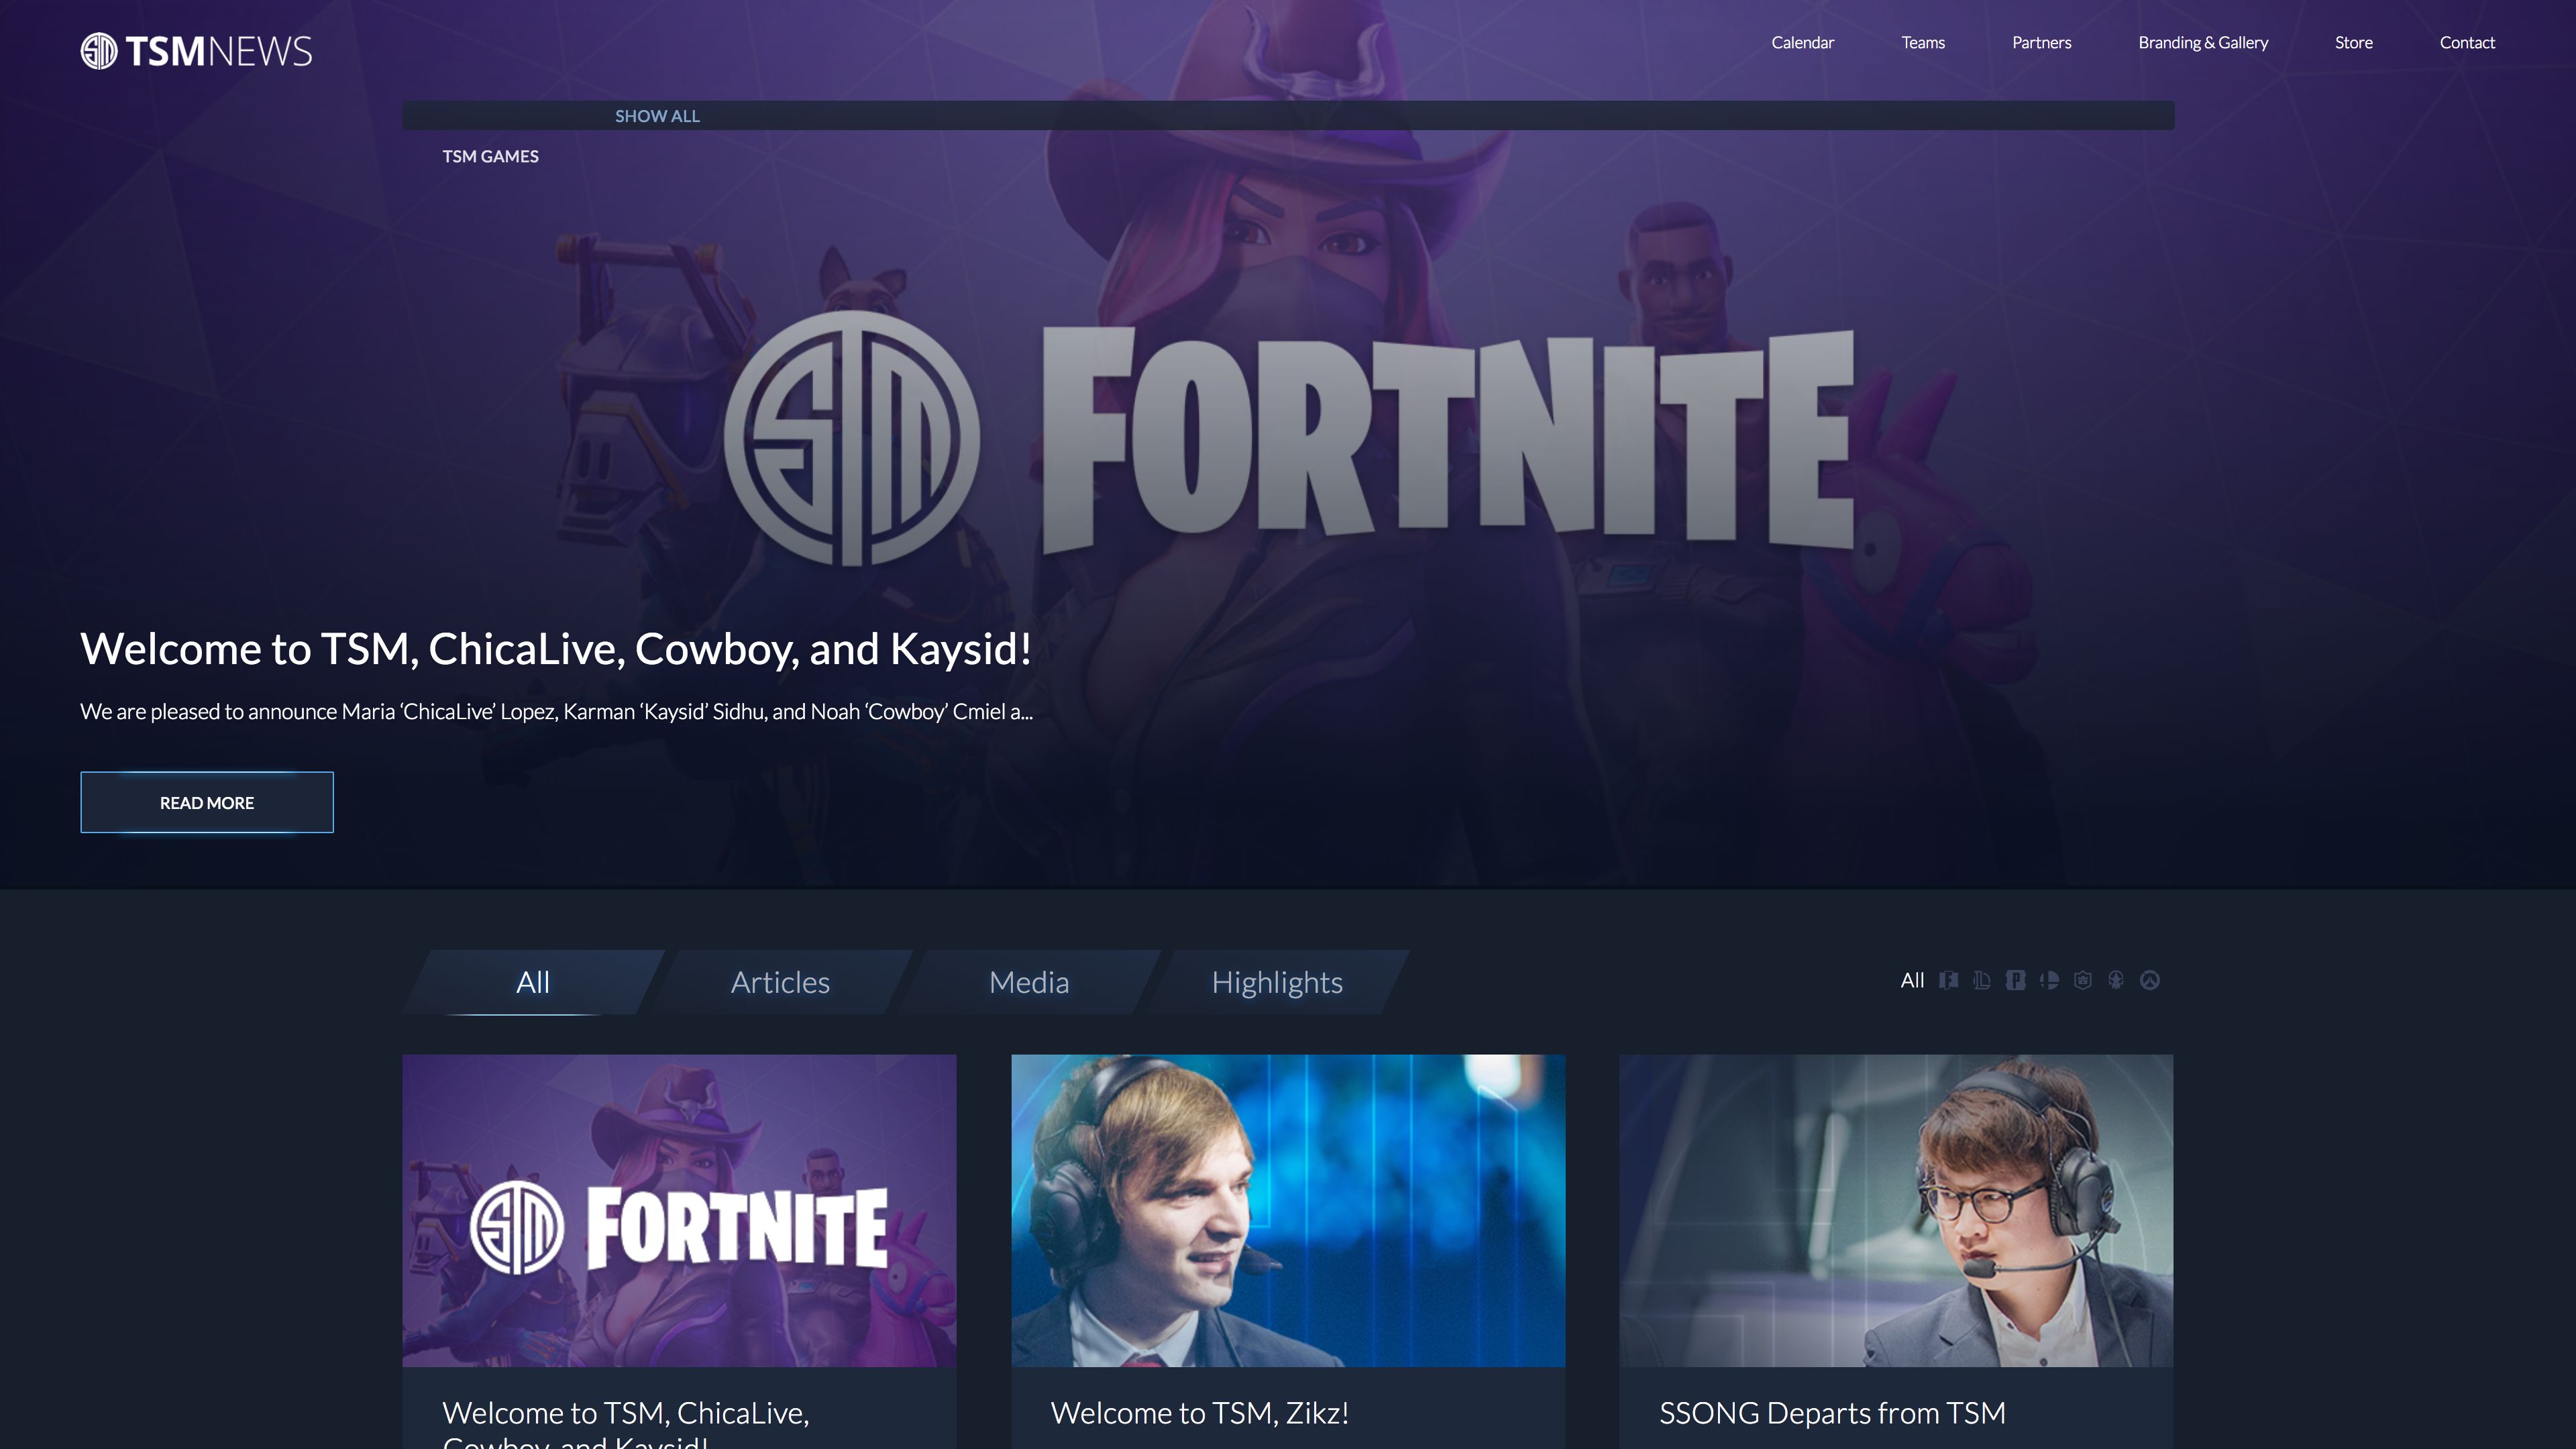 TSMNEWS
Calendar
Teams
Partners
Branding & Gallery
Store
Contact
SHOW ALL
TSM GAMES
TSM FORTNITE
Welcome to TSM, ChicaLive, Cowboy, and Kaysid!
We are pleased to announce Maria ‘ChicaLive’ Lopez, Karman ‘Kaysid’ Sidhu, and Noah ‘Cowboy’ Cmiel a...
READ MORE
All
Articles
Media
Highlights
All
TSM FORTNITE
Welcome to TSM, ChicaLive,
Cowboy, and Kaysid!
Welcome to TSM, Zikz!
SSONG Departs from TSM